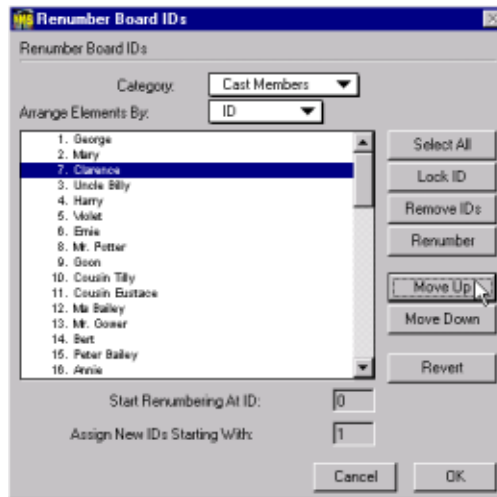 Renumber Board IDs
Renumber Board IDs
Category: Cast Members
Arrange Elements By: ID
1. George
2. Mary
7. Clarence
3. Uncle Billy
4. Harry
5. Violet
6. Ernie
8. Mr. Potter
9. Goon
10. Cousin Tilly
11. Cousin Eustace
12. Ma Bailey
13. Mr. Gower
14. Bert
15. Peter Bailey
16. Annie
Select All
Lock ID
Remove IDs
Renumber
Move Up
Move Down
Revert
Start Renumbering At ID: 0
Assign New IDs Starting With: 1
Cancel OK